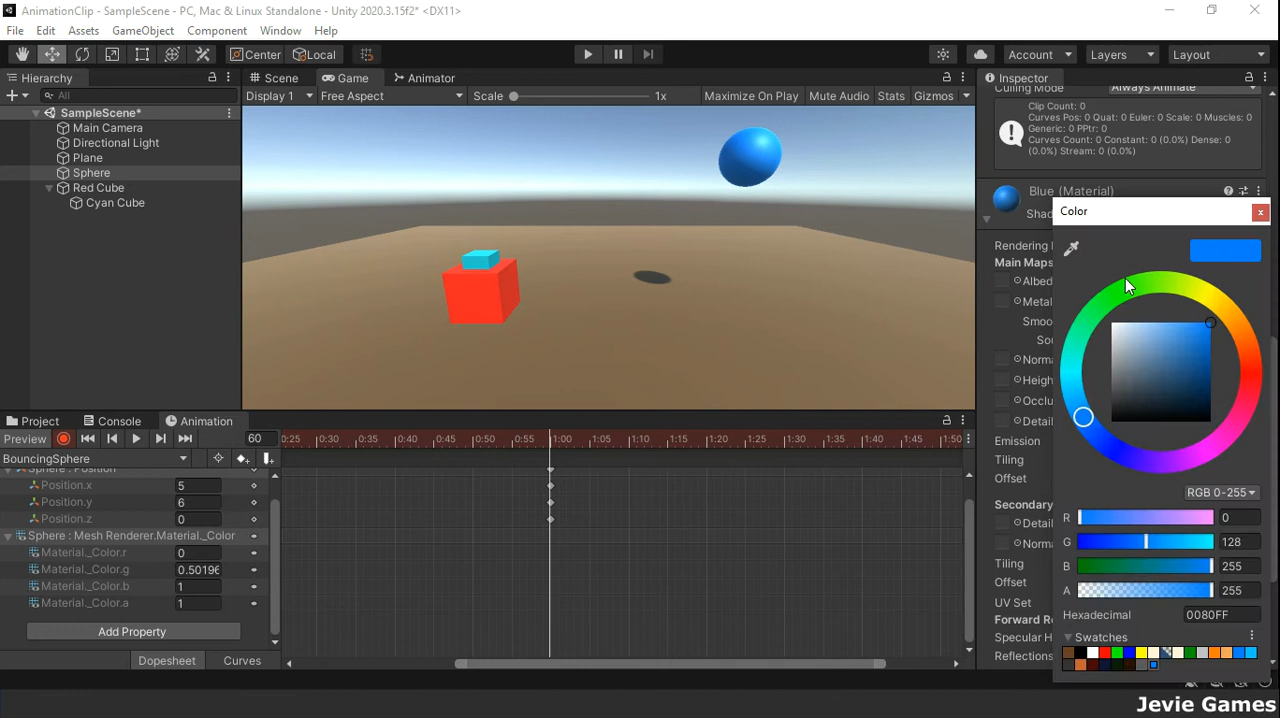 AnimationClip - SampleScene - PC, Mac & Linux Standalone - Unity 2020.3.15f2* <DX11>
File Edit Assets GameObject Component Window Help
Center Local Account Layers Layout
Hierarchy
All
SampleScene*
Main Camera
Directional Light
Plane
Sphere
Red Cube
Cyan Cube
Scene Game Animator
Display 1 Free Aspect Scale 1x Maximize On Play Mute Audio Stats Gizmos
Inspector
Culling Mode Always Animate
Clip Count: 0
Curves Pos: 0 Quat: 0 Euler: 0 Scale: 0 Muscles: 0
Generic: 0 PPtr: 0
Curves Count: 0 Constant: 0 (0.0%) Dense: 0
(0.0%) Stream: 0 (0.0%)
Blue (Material)
Shad
Rendering
Main Maps
Albed
Metal
Smoo
Sou
Norma
Heigh
Occlu
Detai
Emission
Tiling
Offset
Secondary
Detai
Norma
Tiling
Offset
UV Set
Forward Re
Specular H
Reflections
Color
RGB 0-255
R 0
G 128
B 255
A 255
Hexadecimal 0080FF
Swatches
Project Console Animation
Preview 60
0:25 0:30 0:35 0:40 0:45 0:50 0:55 1:00 1:05 1:10 1:15 1:20 1:25 1:30 1:35 1:40 1:45 1:50
BouncingSphere
Sphere : Position
Position.x 5
Position.y 6
Position.z 0
Sphere : Mesh Renderer.Material._Color
Material._Color.r 0
Material._Color.g 0.50196
Material._Color.b 1
Material._Color.a 1
Add Property
Dopesheet Curves
Jevie Games